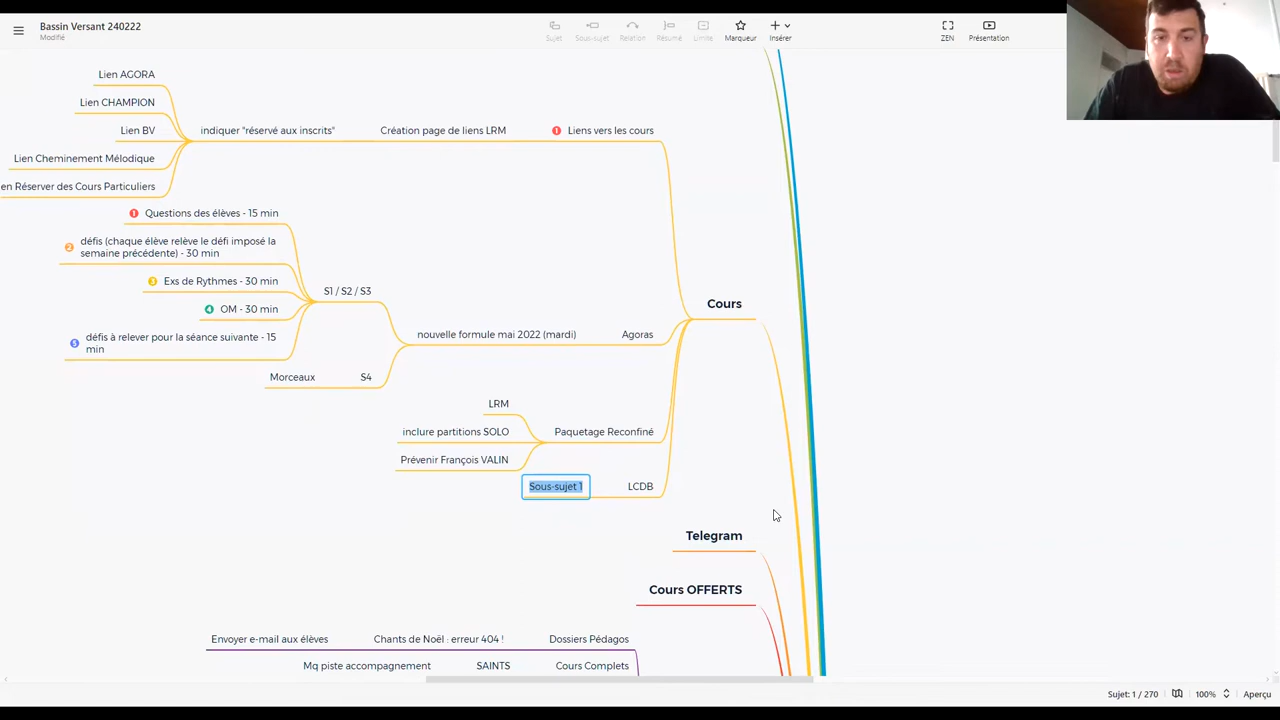 Bassin Versant 240222
Modifié
Sujet
Sous-sujet
Relation
Résumé
Limite
Marqueur
Insérer
ZEN
Présentation
Lien AGORA
Lien CHAMPION
Lien BV
Lien Cheminement Mélodique
en Réserver des Cours Particuliers
indiquer "réservé aux inscrits"
Création page de liens LRM
1 Liens vers les cours
1 Questions des élèves - 15 min
2 défis (chaque élève relève le défi imposé la
semaine précédente) - 30 min
3 Exs de Rythmes - 30 min
4 OM - 30 min
5 défis à relever pour la séance suivante - 15
min
S1 / S2 / S3
Morceaux
S4
nouvelle formule mai 2022 (mardi)
Agoras
Cours
LRM
inclure partitions SOLO
Prévenir François VALIN
Paquetage Reconfiné
Sous-sujet 1
LCDB
Telegram
Cours OFFERTS
Envoyer e-mail aux élèves
Chants de Noël : erreur 404 !
Dossiers Pédagos
Mq piste accompagnement
SAINTS
Cours Complets
Sujet: 1 / 270
100%
Aperçu